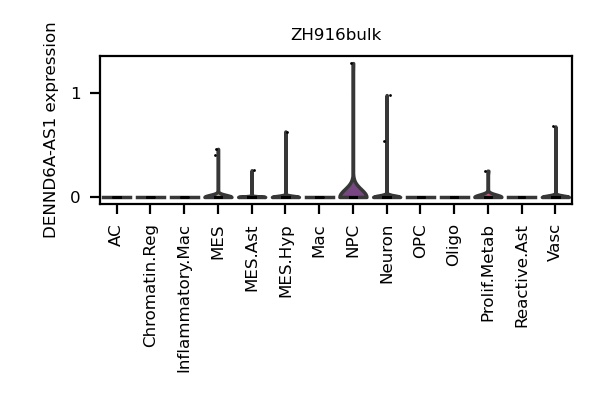 ZH916bulk
DENND6A-AS1 expression
1
0
AC
Chromatin.Reg
Inflammatory.Mac
MES
MES.Ast
MES.Hyp
Mac
NPC
Neuron
OPC
Oligo
Prolif.Metab
Reactive.Ast
Vasc